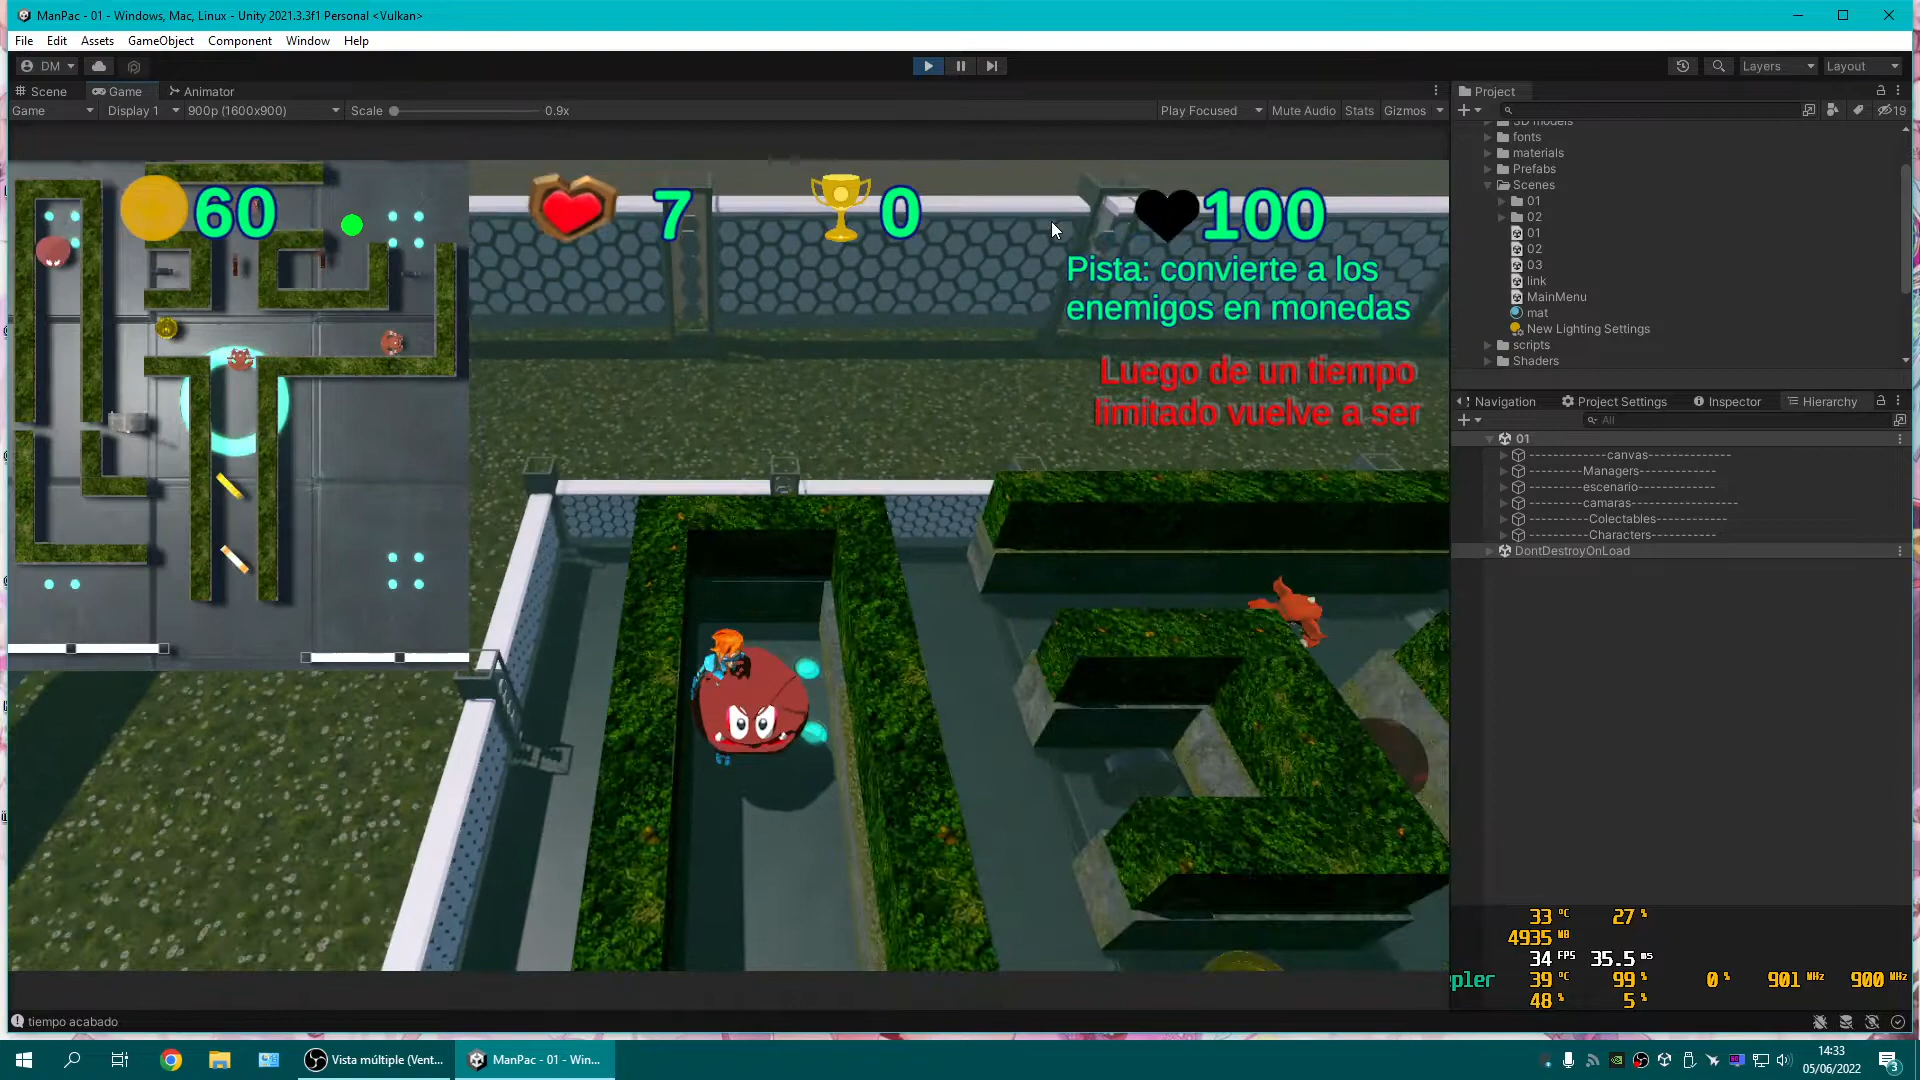 ManPac - 01 - Windows, Mac, Linux - Unity 2021.3.3f1 Personal <Vulkan>
File Edit Assets GameObject Component Window Help
DM
Layers Layout
Scene Game Animator
Game Display 1 900p (1600x900) Scale 0.9x Play Focused Mute Audio Stats Gizmos
60 7 0 100
Pista: convierte a los
enemigos en monedas
Luego de un tiempo
limitado vuelve a ser
Project
19
3D models
fonts
materials
Prefabs
Scenes
01
02
01
02
03
link
MainMenu
mat
New Lighting Settings
scripts
Shaders
Navigation Project Settings Inspector Hierarchy
All
01
-------------canvas--------------
---------Managers-------------
---------escenario-------------
---------camaras-----------------
----------Colectables------------
----------Characters-----------
DontDestroyOnLoad
33 °C 27 %
4935 MB
34 FPS 35.5 ms
epler 39 °C 99 % 0 % 901 MHz 900 MHz
48 % 5 %
tiempo acabado
Vista múltiple (Vent... ManPac - 01 - Win...
14:33
05/06/2022
3